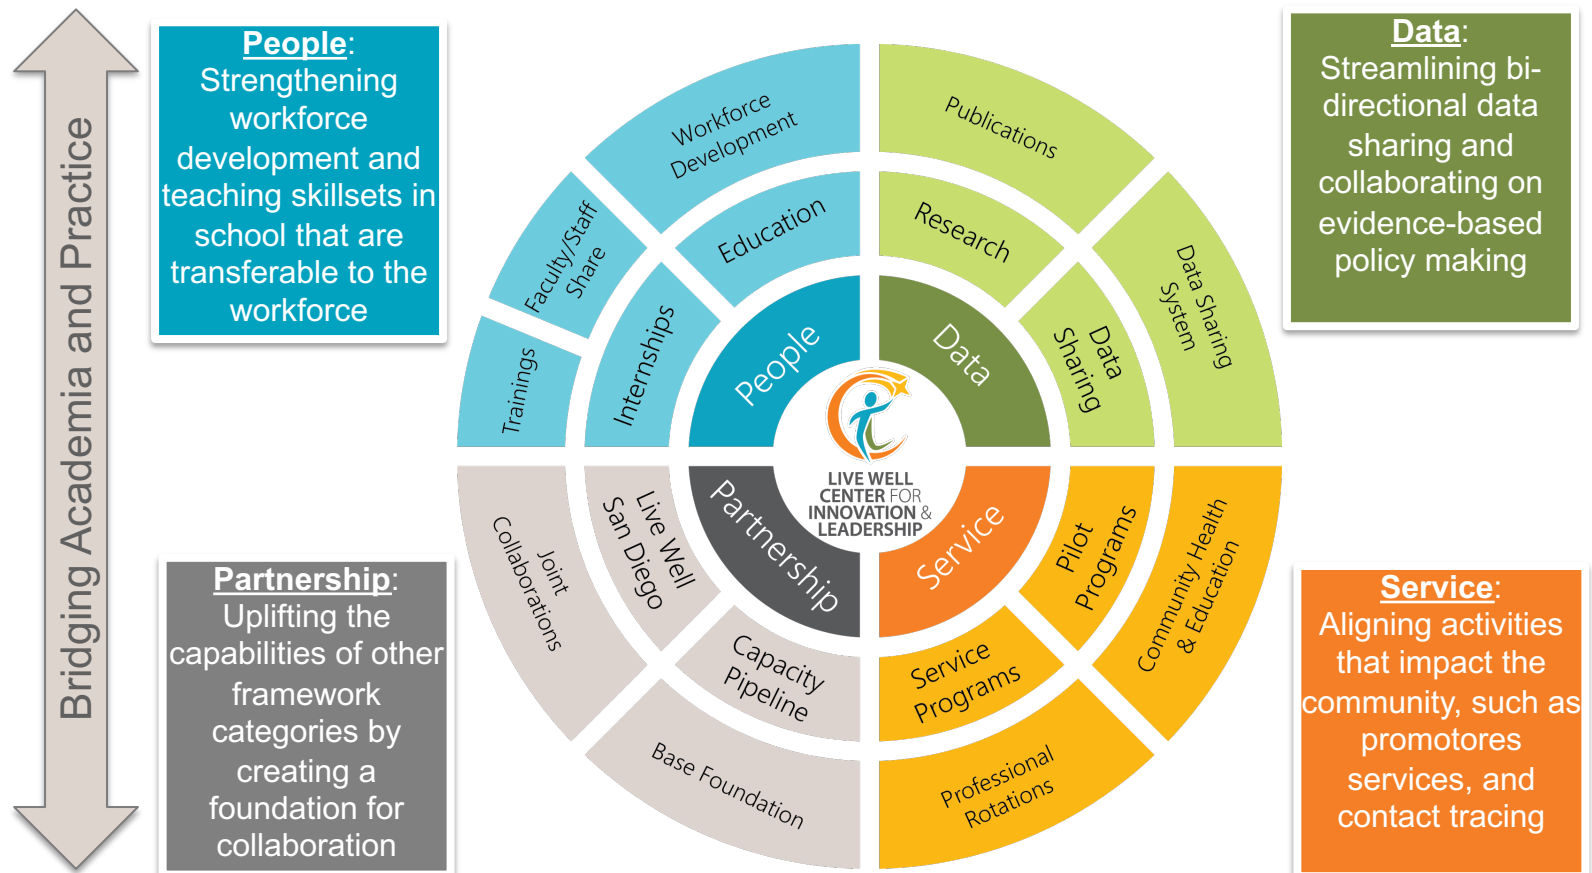 Bridging Academia and Practice
People:
Strengthening
workforce
development and
teaching skillsets in
school that are
transferable to the
workforce
Data:
Streamlining bi-
directional data
sharing and
collaborating on
evidence-based
policy making
Workforce
Development
Publications
Faculty/Staff
Share
Education
Research
Data Sharing
System
Trainings
Internships
People
Data
Data
Sharing
LIVE WELL
CENTER FOR
INNOVATION &
LEADERSHIP
Joint
Collaborations
Live Well
San Diego
Partnership
Service
Pilot
Programs
Community Health
& Education
Capacity
Pipeline
Service
Programs
Base Foundation
Professional
Rotations
Partnership:
Uplifting the
capabilities of other
framework
categories by
creating a
foundation for
collaboration
Service:
Aligning activities
that impact the
community, such as
promotores
services, and
contact tracing